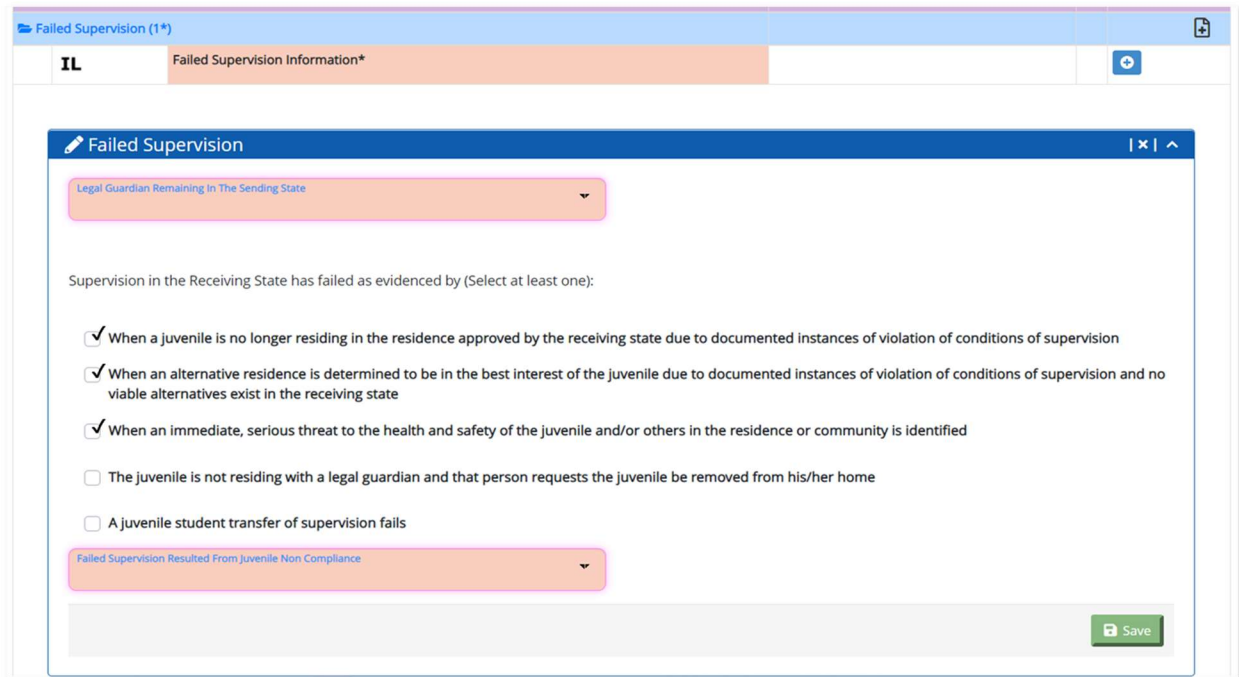 Failed Supervision (1*)
IL
Failed Supervision Information*
Failed Supervision
Legal Guardian Remaining In The Sending State
Supervision in the Receiving State has failed as evidenced by (Select at least one):
When a juvenile is no longer residing in the residence approved by the receiving state due to documented instances of violation of conditions of supervision
When an alternative residence is determined to be in the best interest of the juvenile due to documented instances of violation of conditions of supervision and no
viable alternatives exist in the receiving state
When an immediate, serious threat to the health and safety of the juvenile and/or others in the residence or community is identified
The juvenile is not residing with a legal guardian and that person requests the juvenile be removed from his/her home
A juvenile student transfer of supervision fails
Failed Supervision Resulted From Juvenile Non Compliance
Save